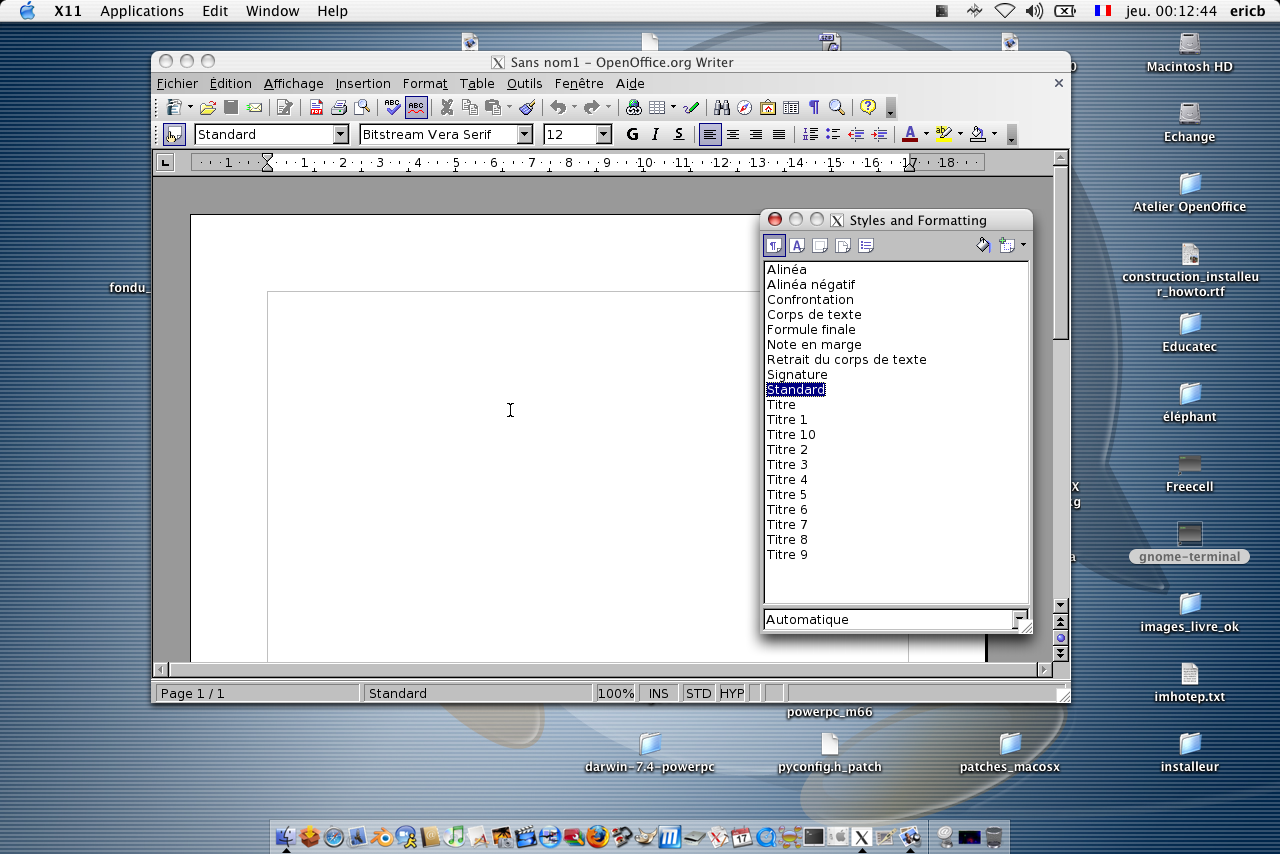 X11 Applications Edit Window Help jeu. 00:12:44 ericb
Sans nom1 – OpenOffice.org Writer
Fichier Édition Affichage Insertion Format Table Outils Fenêtre Aide
Standard Bitstream Vera Serif 12 G I S
1 1 2 3 4 5 6 7 8 9 10 11 12 13 14 15 16 17 18
Styles and Formatting
Alinéa
Alinéa négatif
Confrontation
Corps de texte
Formule finale
Note en marge
Retrait du corps de texte
Signature
Standard
Titre
Titre 1
Titre 10
Titre 2
Titre 3
Titre 4
Titre 5
Titre 6
Titre 7
Titre 8
Titre 9
Automatique
Page 1 / 1 Standard 100% INS STD HYP
fondu_
Macintosh HD
Echange
Atelier OpenOffice
construction_installeu
r_howto.rtf
Educatec
éléphant
Freecell
gnome-terminal
images_livre_ok
imhotep.txt
installeur
powerpc_m66
darwin-7.4-powerpc
pyconfig.h_patch
patches_macosx
17